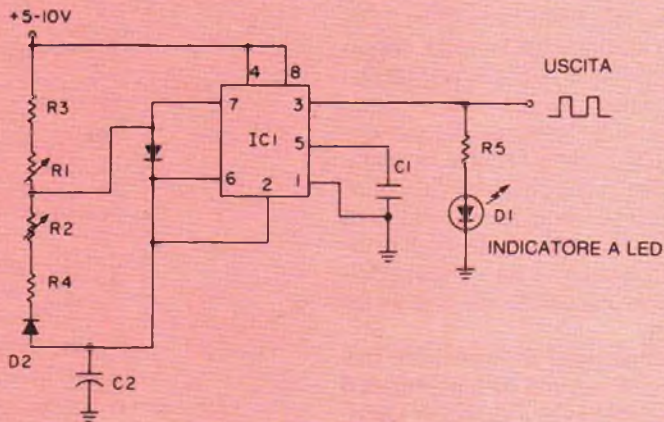 +5-10V
4
8
USCITA
R3
7
3
IC1
5
C1
R5
R1
6
2
1
D1
R2
INDICATORE A LED
R4
D2
C2